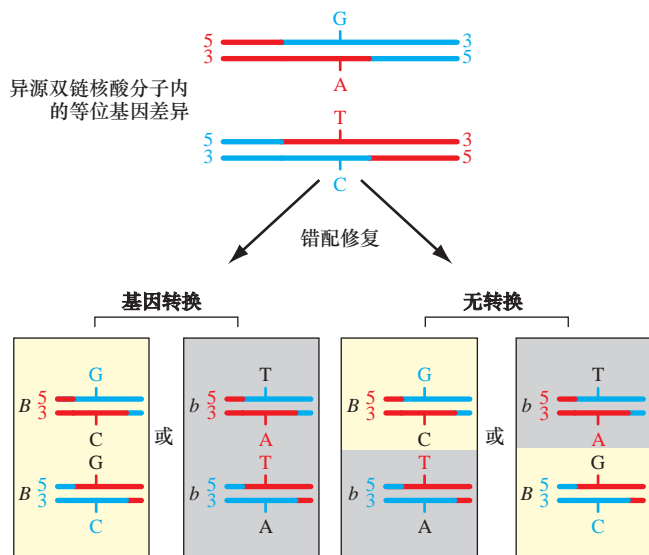 G
5 3
3 5
A
异源双链核酸分子内
的等位基因差异
T
5 3
3 5
C
错配修复
基因转换
无转换
G T G T
B 5 3 或 b 5 3 B 5 3 或 b 5 3
C A C A
G T T G
B 5 3 b 5 3 b 5 3 B 5 3
C A A C